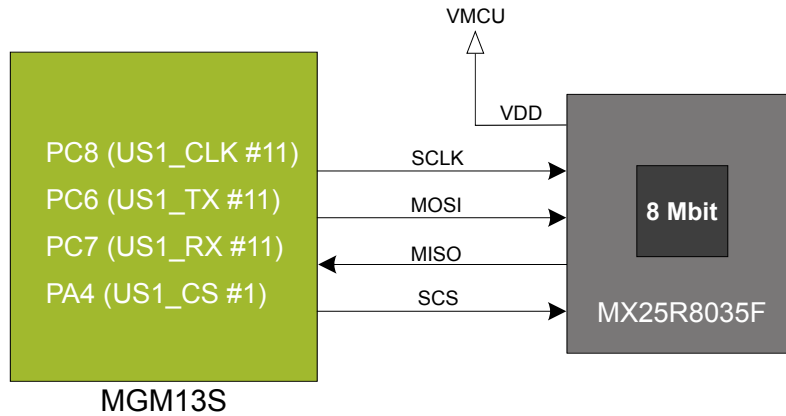 VMCU
VDD
PC8 (US1_CLK #11)
SCLK
PC6 (US1_TX #11)
MOSI
8 Mbit
PC7 (US1_RX #11)
MISO
PA4 (US1_CS #1)
SCS
MX25R8035F
MGM13S